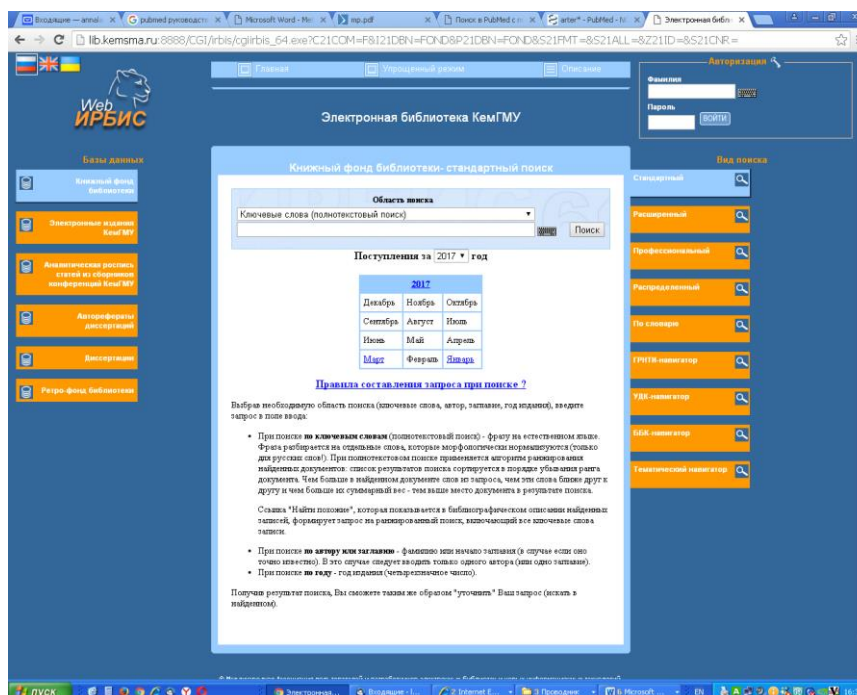 Входящие — annale
pubmed руководство
Microsoft Word - Met
mp.pdf
Поиск в PubMed с п
arter* - PubMed - N
Электронная библи
lib.kemsma.ru:8888/CGI/irbis/cgiirbis_64.exe?C21COM=F&I21DBN=FOND&P21DBN=FOND&S21FMT=&S21ALL=&Z21ID=&S21CNR=
Web
ИРБИС
Главная
Упрощенный режим
Описание
Авторизация
Фамилия
Пароль
ВОЙТИ
Электронная библиотека КемГМУ
Базы данных
Книжный фонд
библиотеки
Электронные издания
КемГМУ
Аналитическая роспись
статей из сборников
конференций КемГМУ
Авторефераты
диссертаций
Диссертации
Ретро-фонд библиотеки
Книжный фонд библиотеки- стандартный поиск
Область поиска
Ключевые слова (полнотекстовый поиск)
Поиск
Поступления за 2017 год
2017
Декабрь Ноябрь Октябрь
Сентябрь Август Июль
Июнь Май Апрель
Март Февраль Январь
Правила составления запроса при поиске ?
Выбрав необходимую область поиска (ключевые слова, автор, заглавие, год издания), введите
запрос в поле ввода:
При поиске по ключевым словам (полнотекстовый поиск) - фразу на естественном языке.
Фраза разбирается на отдельные слова, которые морфологически нормализуются (только
для русских слов!). При полнотекстовом поиске применяется алгоритм ранжирования
найденных документов: список результатов поиска сортируется в порядке убывания ранга
документа. Чем больше в найденном документе слов из запроса, чем эти слова ближе друг к
другу и чем больше их суммарный вес - тем выше место документа в результате поиска.
Ссылка "Найти похожие", которая показывается в библиографическом описании найденных
записей, формирует запрос на ранжированный поиск, включающий все ключевые слова
записи.
При поиске по автору или заглавию - фамилию или начало заглавия (в случае если оно
точно известно). В это случае следует вводить только одного автора (или одно заглавие).
При поиске по году - год издания (четырехзначное число).
Получив результат поиска, Вы сможете таким же образом "уточнить" Ваш запрос (искать в
найденном).
Вид поиска
Стандартный
Расширенный
Профессиональный
Распределенный
По словарю
ГРНТИ-навигатор
УДК-навигатор
ББК-навигатор
Тематический навигатор
пуск
Электронная...
Входящие - ...
2 Internet E...
3 Проводник
6 Microsoft ...
EN